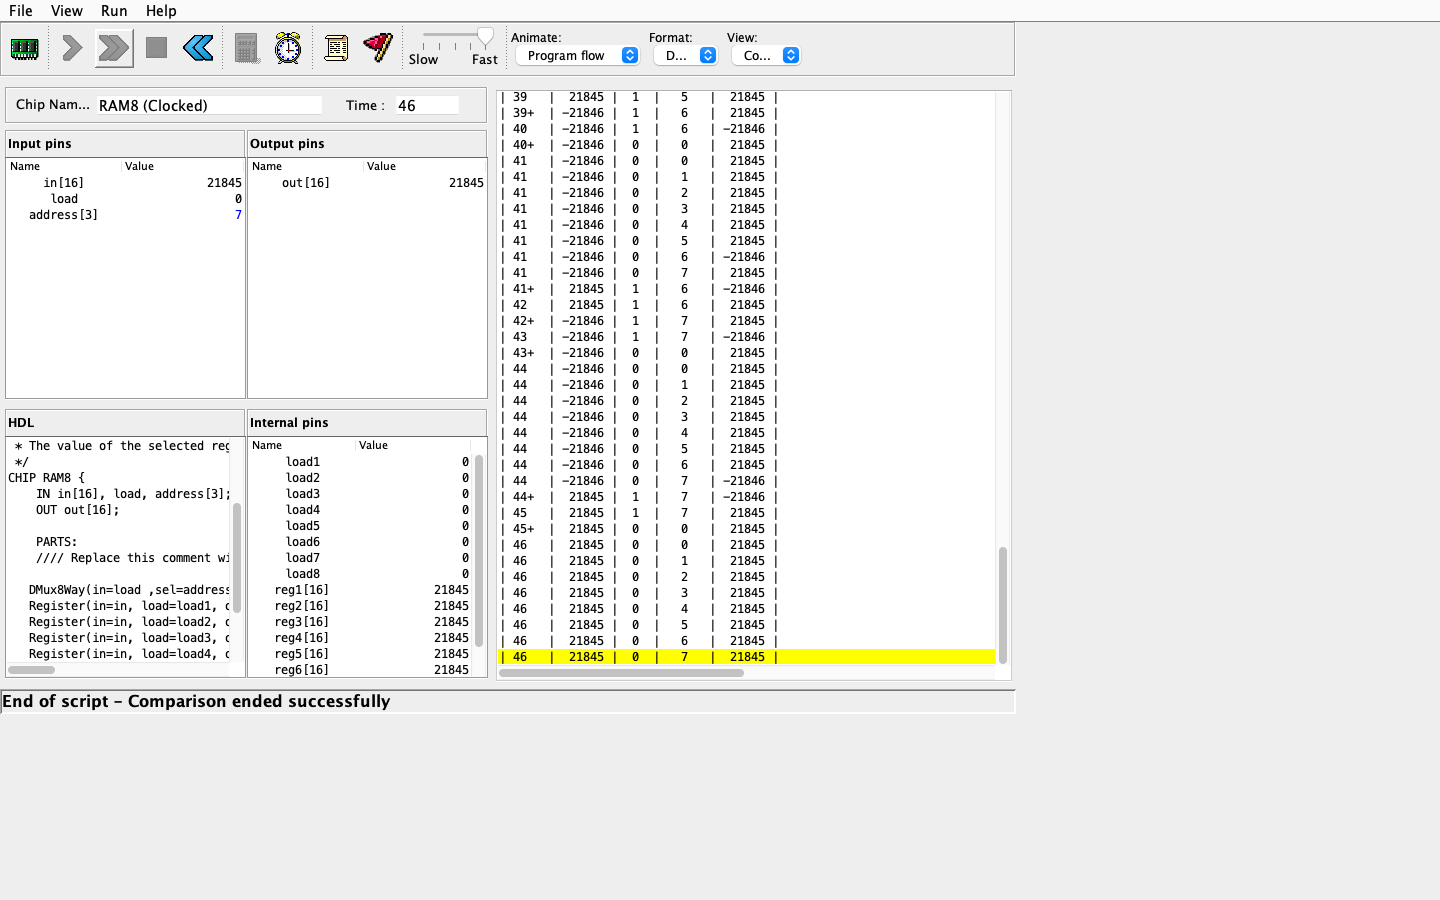 File View Run Help
Slow Fast
Animate: Format: View:
Program flow D... Co...
Chip Nam... RAM8 (Clocked) Time : 46
Input pins
Name Value
in[16] 21845
load 0
address[3] 7
Output pins
Name Value
out[16] 21845
HDL
* The value of the selected reg
*/
CHIP RAM8 {
IN in[16], load, address[3];
OUT out[16];
PARTS:
//// Replace this comment wi
DMux8Way(in=load ,sel=address
Register(in=in, load=load1, o
Register(in=in, load=load2, o
Register(in=in, load=load3, o
Register(in=in, load=load4, o
Internal pins
Name Value
load1 0
load2 0
load3 0
load4 0
load5 0
load6 0
load7 0
load8 0
reg1[16] 21845
reg2[16] 21845
reg3[16] 21845
reg4[16] 21845
reg5[16] 21845
reg6[16] 21845
| 39 | 21845 | 1 | 5 | 21845 |
| 39+ | -21846 | 1 | 6 | 21845 |
| 40 | -21846 | 1 | 6 | -21846 |
| 40+ | -21846 | 0 | 0 | 21845 |
| 41 | -21846 | 0 | 0 | 21845 |
| 41 | -21846 | 0 | 1 | 21845 |
| 41 | -21846 | 0 | 2 | 21845 |
| 41 | -21846 | 0 | 3 | 21845 |
| 41 | -21846 | 0 | 4 | 21845 |
| 41 | -21846 | 0 | 5 | 21845 |
| 41 | -21846 | 0 | 6 | -21846 |
| 41 | -21846 | 0 | 7 | 21845 |
| 41+ | 21845 | 1 | 6 | -21846 |
| 42 | 21845 | 1 | 6 | 21845 |
| 42+ | -21846 | 1 | 7 | 21845 |
| 43 | -21846 | 1 | 7 | -21846 |
| 43+ | -21846 | 0 | 0 | 21845 |
| 44 | -21846 | 0 | 0 | 21845 |
| 44 | -21846 | 0 | 1 | 21845 |
| 44 | -21846 | 0 | 2 | 21845 |
| 44 | -21846 | 0 | 3 | 21845 |
| 44 | -21846 | 0 | 4 | 21845 |
| 44 | -21846 | 0 | 5 | 21845 |
| 44 | -21846 | 0 | 6 | 21845 |
| 44 | -21846 | 0 | 7 | -21846 |
| 44+ | 21845 | 1 | 7 | -21846 |
| 45 | 21845 | 1 | 7 | 21845 |
| 45+ | 21845 | 0 | 0 | 21845 |
| 46 | 21845 | 0 | 0 | 21845 |
| 46 | 21845 | 0 | 1 | 21845 |
| 46 | 21845 | 0 | 2 | 21845 |
| 46 | 21845 | 0 | 3 | 21845 |
| 46 | 21845 | 0 | 4 | 21845 |
| 46 | 21845 | 0 | 5 | 21845 |
| 46 | 21845 | 0 | 6 | 21845 |
| 46 | 21845 | 0 | 7 | 21845 |
End of script – Comparison ended successfully